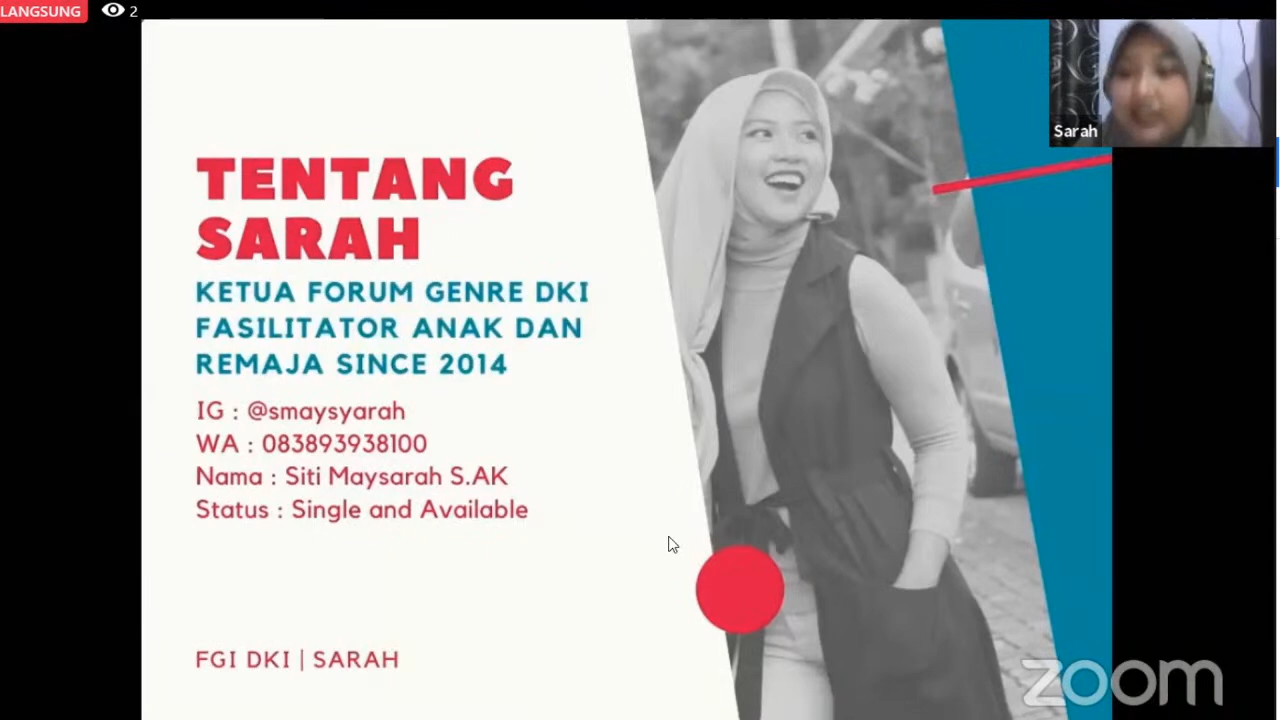 LANGSUNG 2
Sarah
TENTANG
SARAH
KETUA FORUM GENRE DKI
FASILITATOR ANAK DAN
REMAJA SINCE 2014
IG : @smaysyarah
WA : 083893938100
Nama : Siti Maysarah S.AK
Status : Single and Available
FGI DKI | SARAH
zoom